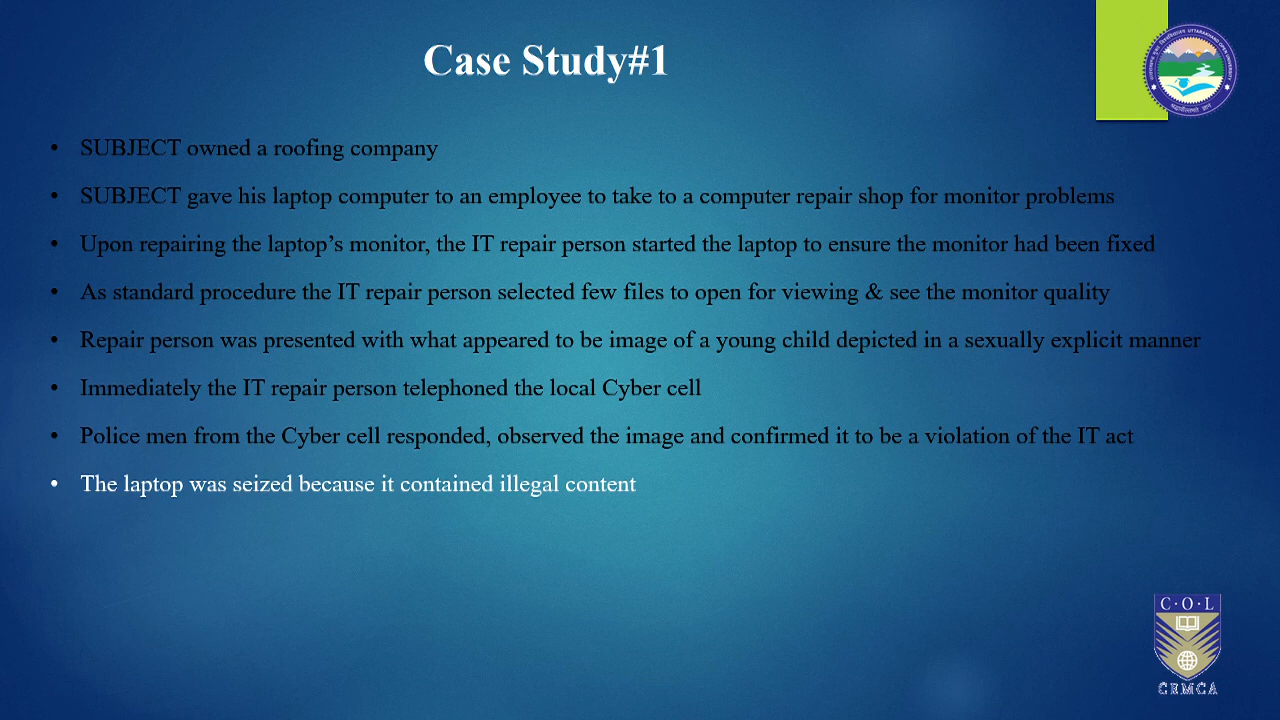 Case Study#1
UTTARAKHAND OPEN UNIVERSITY
• SUBJECT owned a roofing company
• SUBJECT gave his laptop computer to an employee to take to a computer repair shop for monitor problems
• Upon repairing the laptop’s monitor, the IT repair person started the laptop to ensure the monitor had been fixed
• As standard procedure the IT repair person selected few files to open for viewing & see the monitor quality
• Repair person was presented with what appeared to be image of a young child depicted in a sexually explicit manner
• Immediately the IT repair person telephoned the local Cyber cell
• Police men from the Cyber cell responded, observed the image and confirmed it to be a violation of the IT act
• The laptop was seized because it contained illegal content
C·O·L
CEMCA